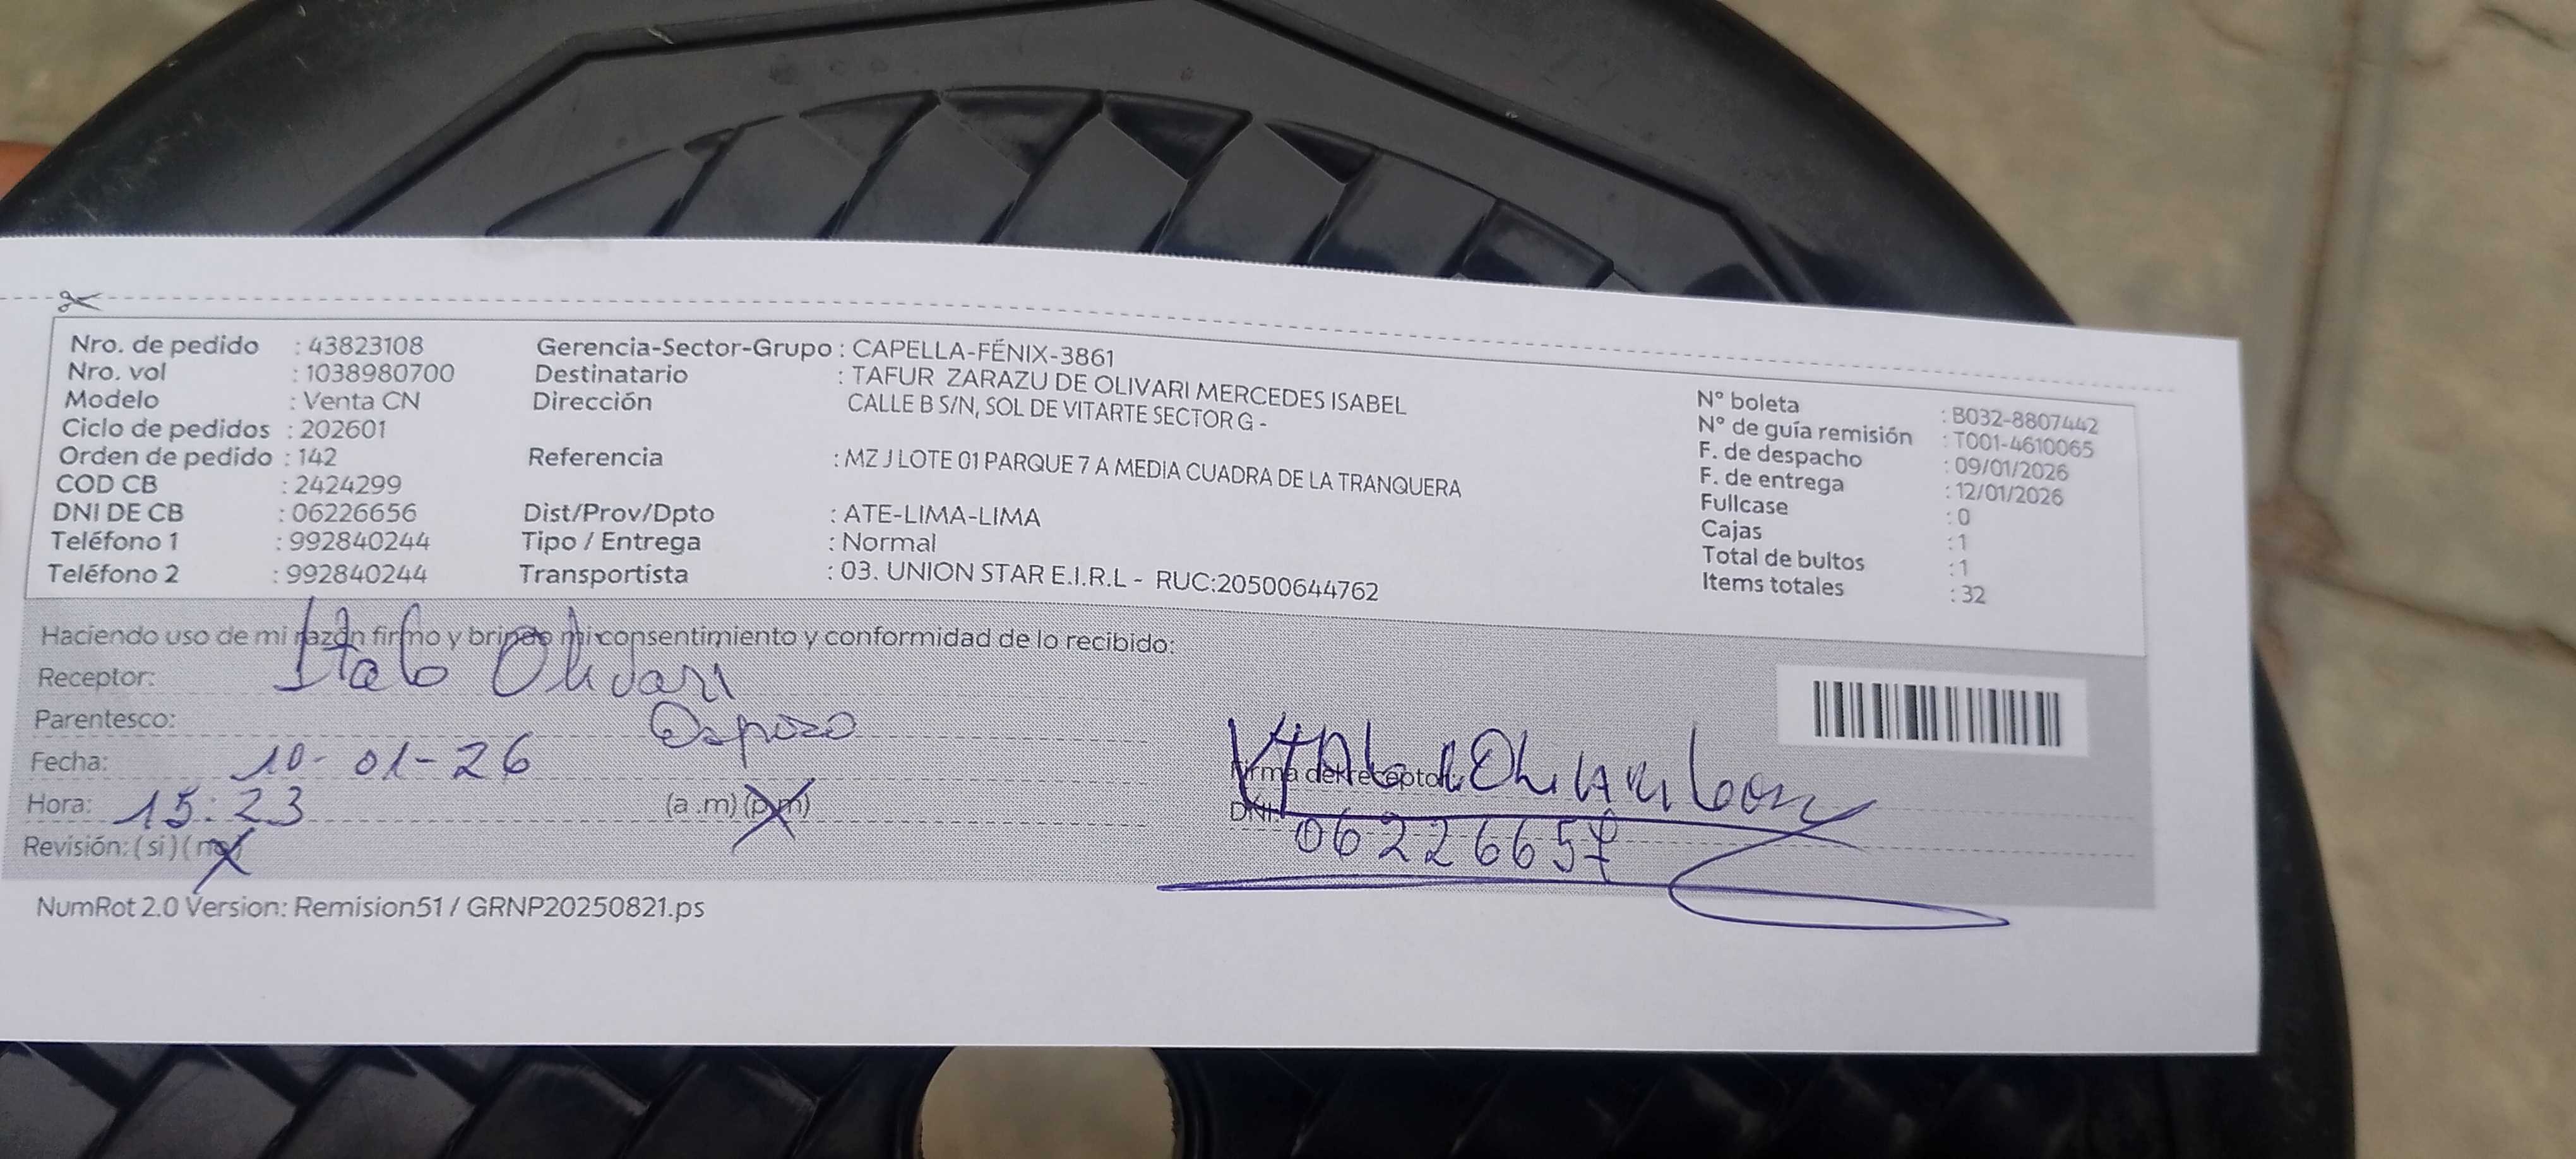 Nro. de pedido : 43823108
Nro. vol : 1038980700
Modelo : Venta CN
Ciclo de pedidos : 202601
Orden de pedido : 142
COD CB : 2424299
DNI DE CB : 06226656
Teléfono 1 : 992840244
Teléfono 2 : 992840244
Gerencia-Sector-Grupo : CAPELLA-FÉNIX-3861
Destinatario : TAFUR ZARAZU DE OLIVARI MERCEDES ISABEL
Dirección CALLE B S/N, SOL DE VITARTE SECTOR G -
Referencia : MZ J LOTE 01 PARQUE 7 A MEDIA CUADRA DE LA TRANQUERA
Dist/Prov/Dpto : ATE-LIMA-LIMA
Tipo / Entrega : Normal
Transportista : 03. UNION STAR E.I.R.L - RUC:20500644762
N° boleta : B032-8807442
N° de guía remisión : T001-4610065
F. de despacho : 09/01/2026
F. de entrega : 12/01/2026
Fullcase : 0
Cajas : 1
Total de bultos : 1
Items totales : 32
Haciendo uso de mi razón firmo y brindo mi consentimiento y conformidad de lo recibido:
Receptor: Italo Olivari
Parentesco: Esposo
Fecha: 10-01-26
Hora: 15:23 (a .m) (p.m)
Revisión: (si) (no)
Firma del receptor:
DNI: 06226657
NumRot 2.0 Version: Remision51 / GRNP20250821.ps